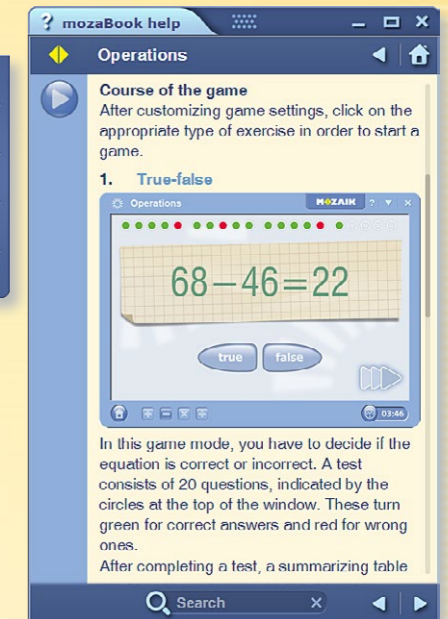 ? mozaBook help
Operations
Course of the game
After customizing game settings, click on the
appropriate type of exercise in order to start a
game.
1. True-false
Operations
MOZAIK ?
68−46=22
true false
03:46
In this game mode, you have to decide if the
equation is correct or incorrect. A test
consists of 20 questions, indicated by the
circles at the top of the window. These turn
green for correct answers and red for wrong
ones.
After completing a test, a summarizing table
Search